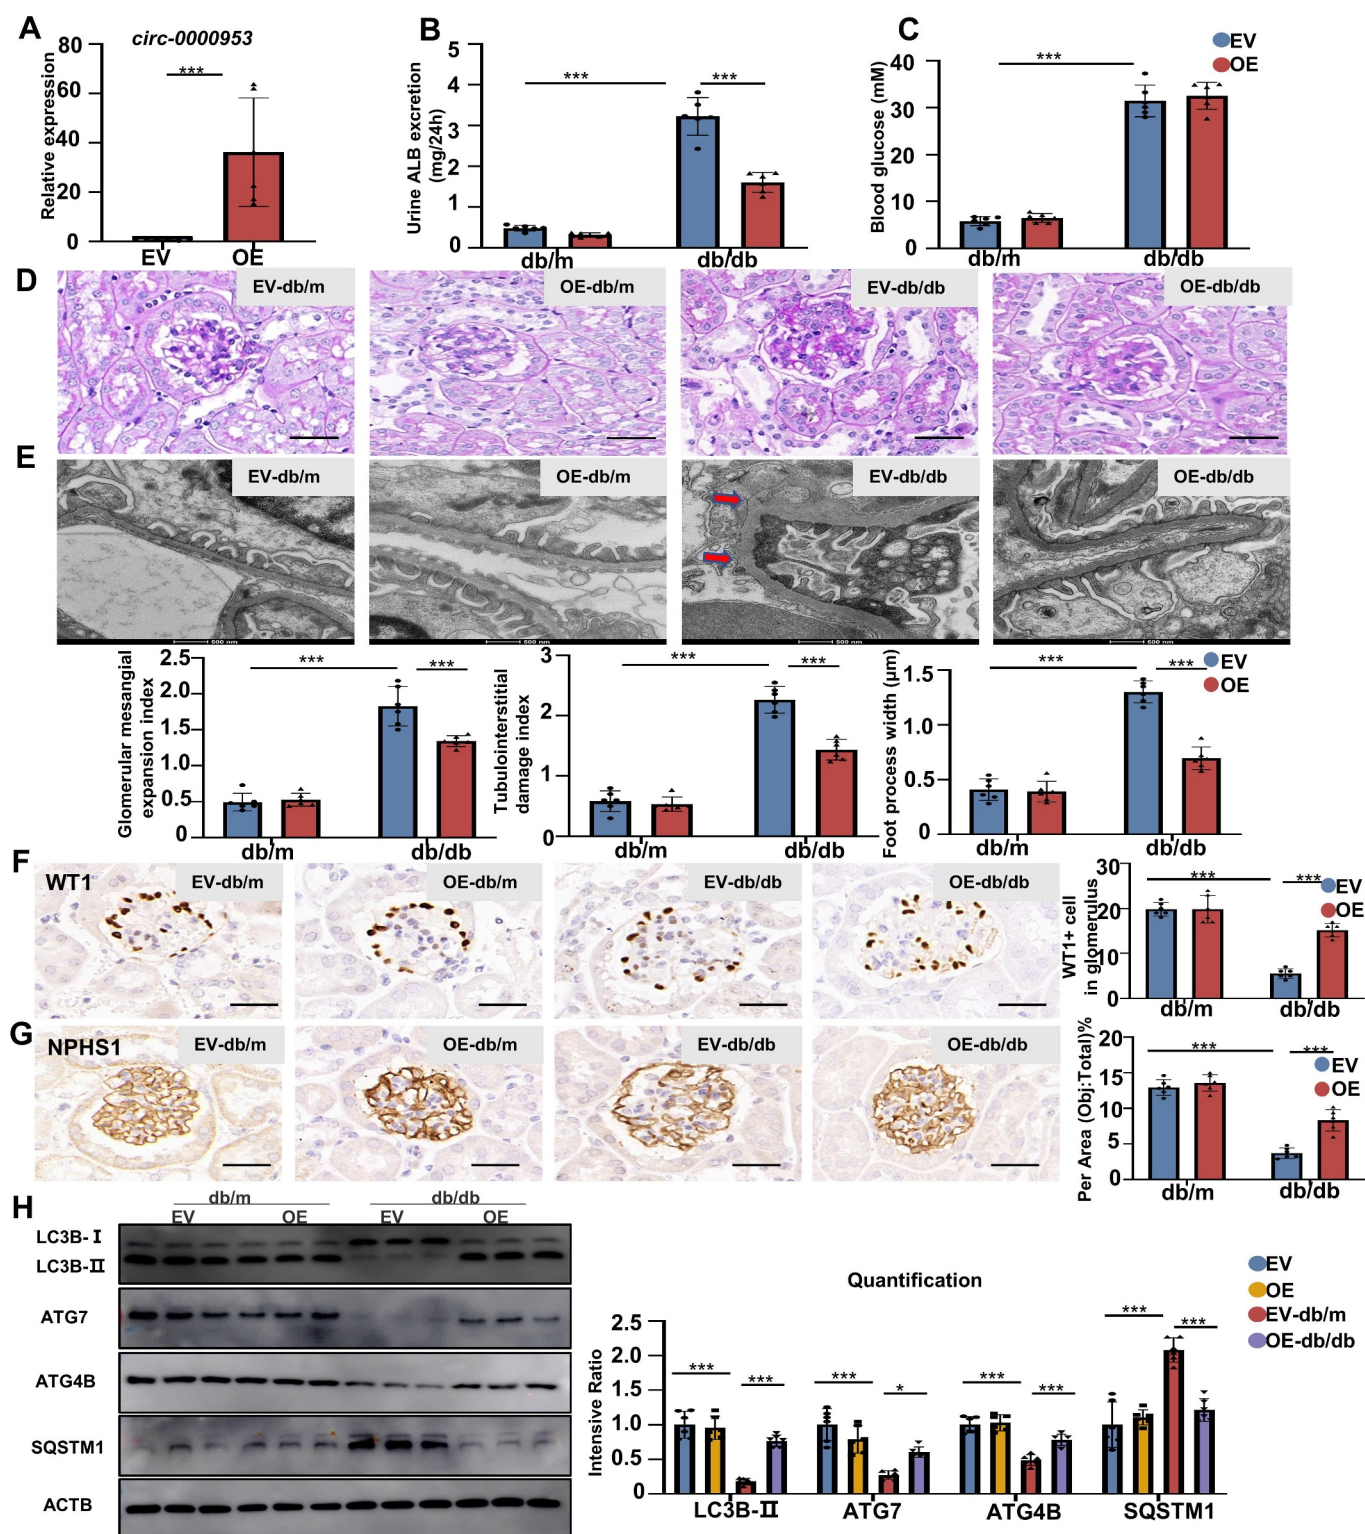 A
circ-0000953
***
Relative expression
80
60
40
20
0
EV
OE
B
Urine ALB excretion
(mg/24h)
5
4
3
2
1
0
***
***
db/m
db/db
C
Blood glucose (mM)
40
30
20
10
0
***
db/m
db/db
EV
OE
D
EV-db/m
OE-db/m
EV-db/db
OE-db/db
E
EV-db/m
OE-db/m
EV-db/db
OE-db/db
500 nm
500 nm
500 nm
500 nm
Glomerular mesangial
expansion index
2.5
2.0
1.5
1.0
0.5
0
***
***
db/m
db/db
Tubulointerstitial
damage index
3
2
1
0
***
***
db/m
db/db
Foot process width (μm)
1.5
1.0
0.5
0
***
***
db/m
db/db
EV
OE
F
WT1
EV-db/m
OE-db/m
EV-db/db
OE-db/db
WT1+ cell
in glomerulus
30
20
10
0
***
***
db/m
db/db
EV
OE
G
NPHS1
EV-db/m
OE-db/m
EV-db/db
OE-db/db
Per Area (Obj:Total)%
20
15
10
5
0
***
***
db/m
db/db
EV
OE
H
db/m
db/db
EV
OE
EV
OE
LC3B-Ⅰ
LC3B-Ⅱ
ATG7
ATG4B
SQSTM1
ACTB
Quantification
Intensive Ratio
2.5
2.0
1.5
1.0
0.5
0
***
***
***
*
***
***
***
***
LC3B-Ⅱ
ATG7
ATG4B
SQSTM1
EV
OE
EV-db/m
OE-db/db